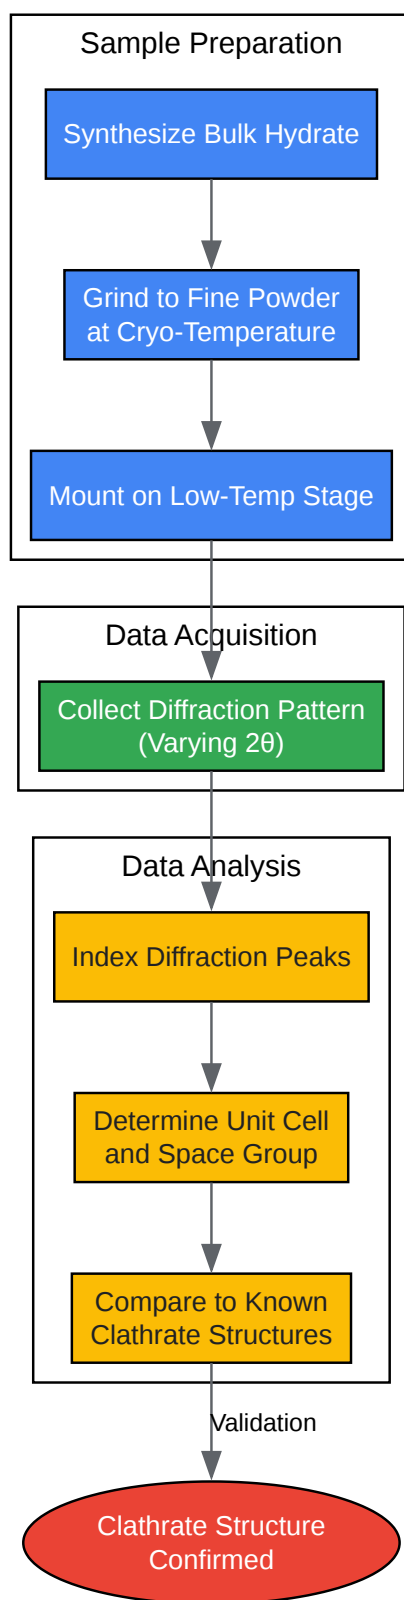 Sample Preparation
Synthesize Bulk Hydrate
Grind to Fine Powder
at Cryo-Temperature
Mount on Low-Temp Stage
Data Acquisition
Collect Diffraction Pattern
(Varying 2θ)
Data Analysis
Index Diffraction Peaks
Determine Unit Cell
and Space Group
Compare to Known
Clathrate Structures
Validation
Clathrate Structure
Confirmed